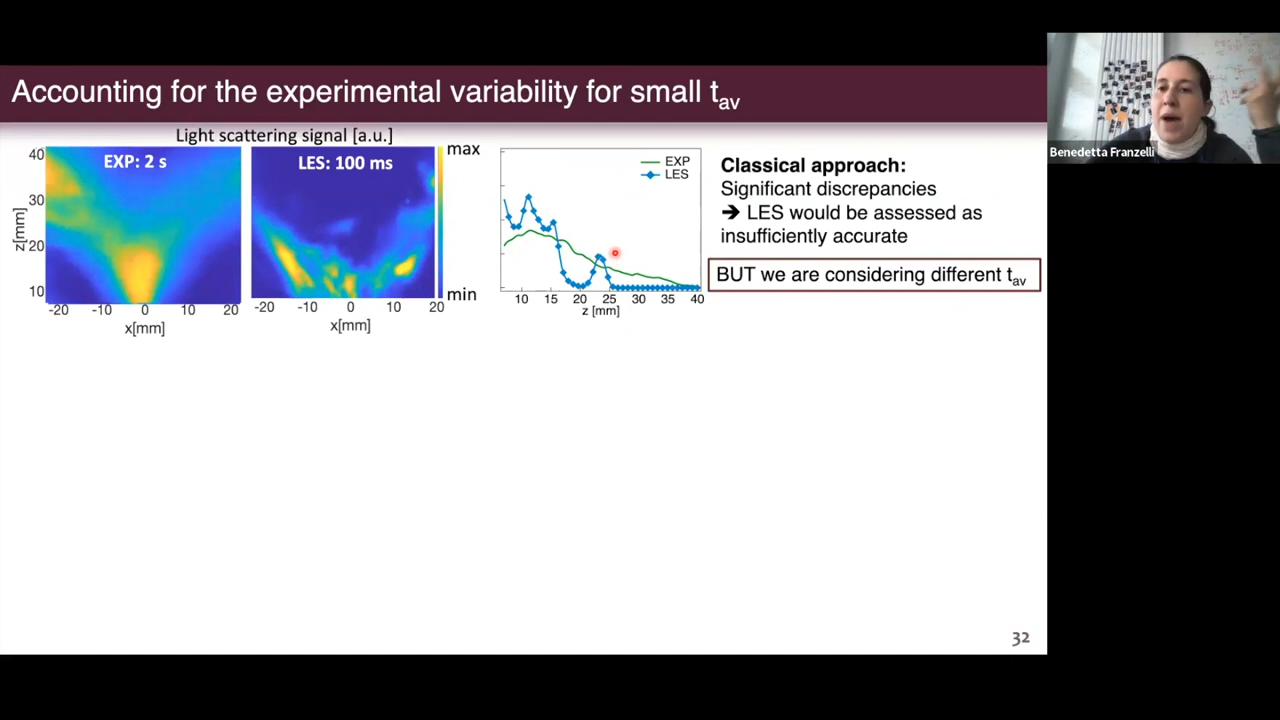 Accounting for the experimental variability for small tav
Light scattering signal [a.u.]
EXP: 2 s
LES: 100 ms
max
min
40
30
20
10
z[mm]
-20 -10 0 10 20
x[mm]
-20 -10 0 10 20
x[mm]
EXP
LES
10 15 20 25 30 35 40
z [mm]
Classical approach:
Significant discrepancies
➔ LES would be assessed as
insufficiently accurate
BUT we are considering different tav
32
Benedetta Franzelli